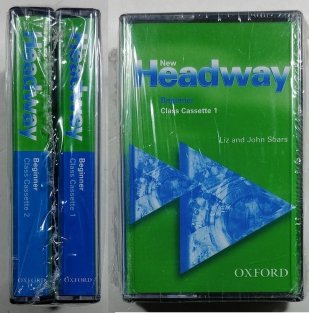 Headway
Beginner
Class Cassette 2
OXFORD
Headway
Beginner
Class Cassette 1
OXFORD
New
Headway
Beginner
Class Cassette 1
Liz and John Soars
OXFORD